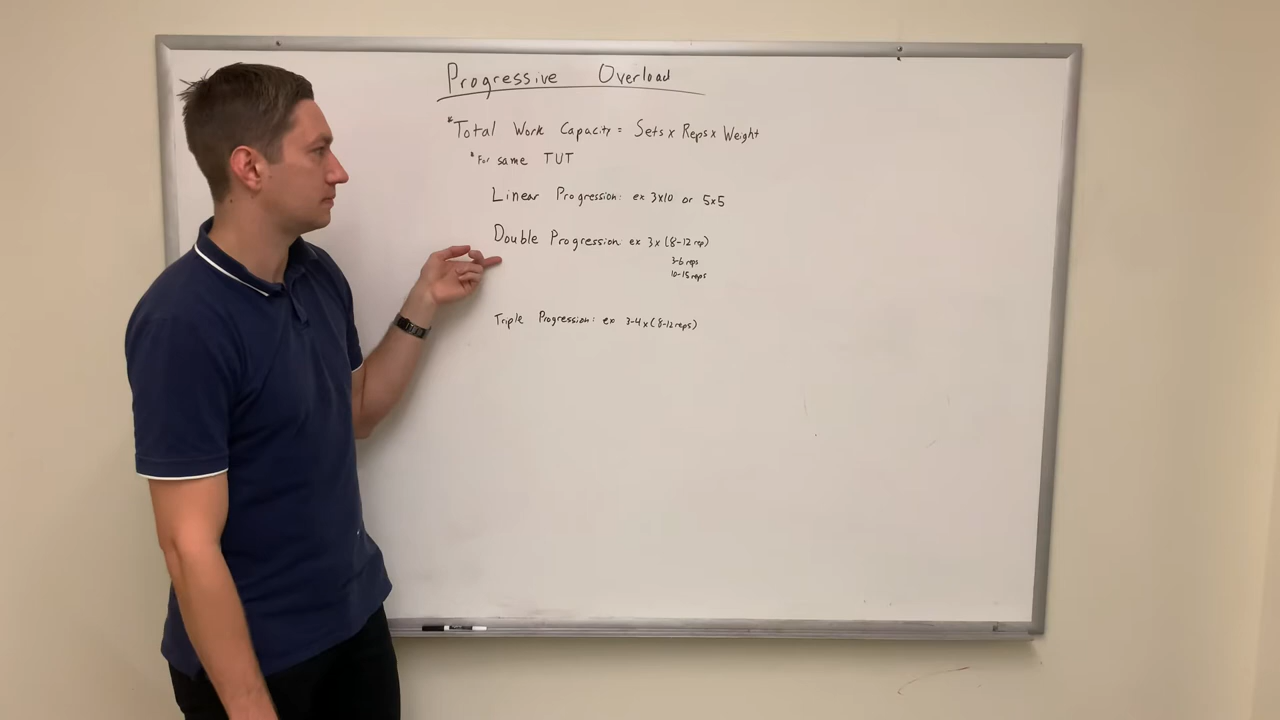 Progressive Overload
*Total Work Capacity = Sets x Reps x Weight
*For same TUT
Linear Progression: ex 3x10 or 5x5
Double Progression ex 3x (8-12 rep)
3-6 reps
10-15 reps
Triple Progression: ex 3-4 x (8-12 reps)